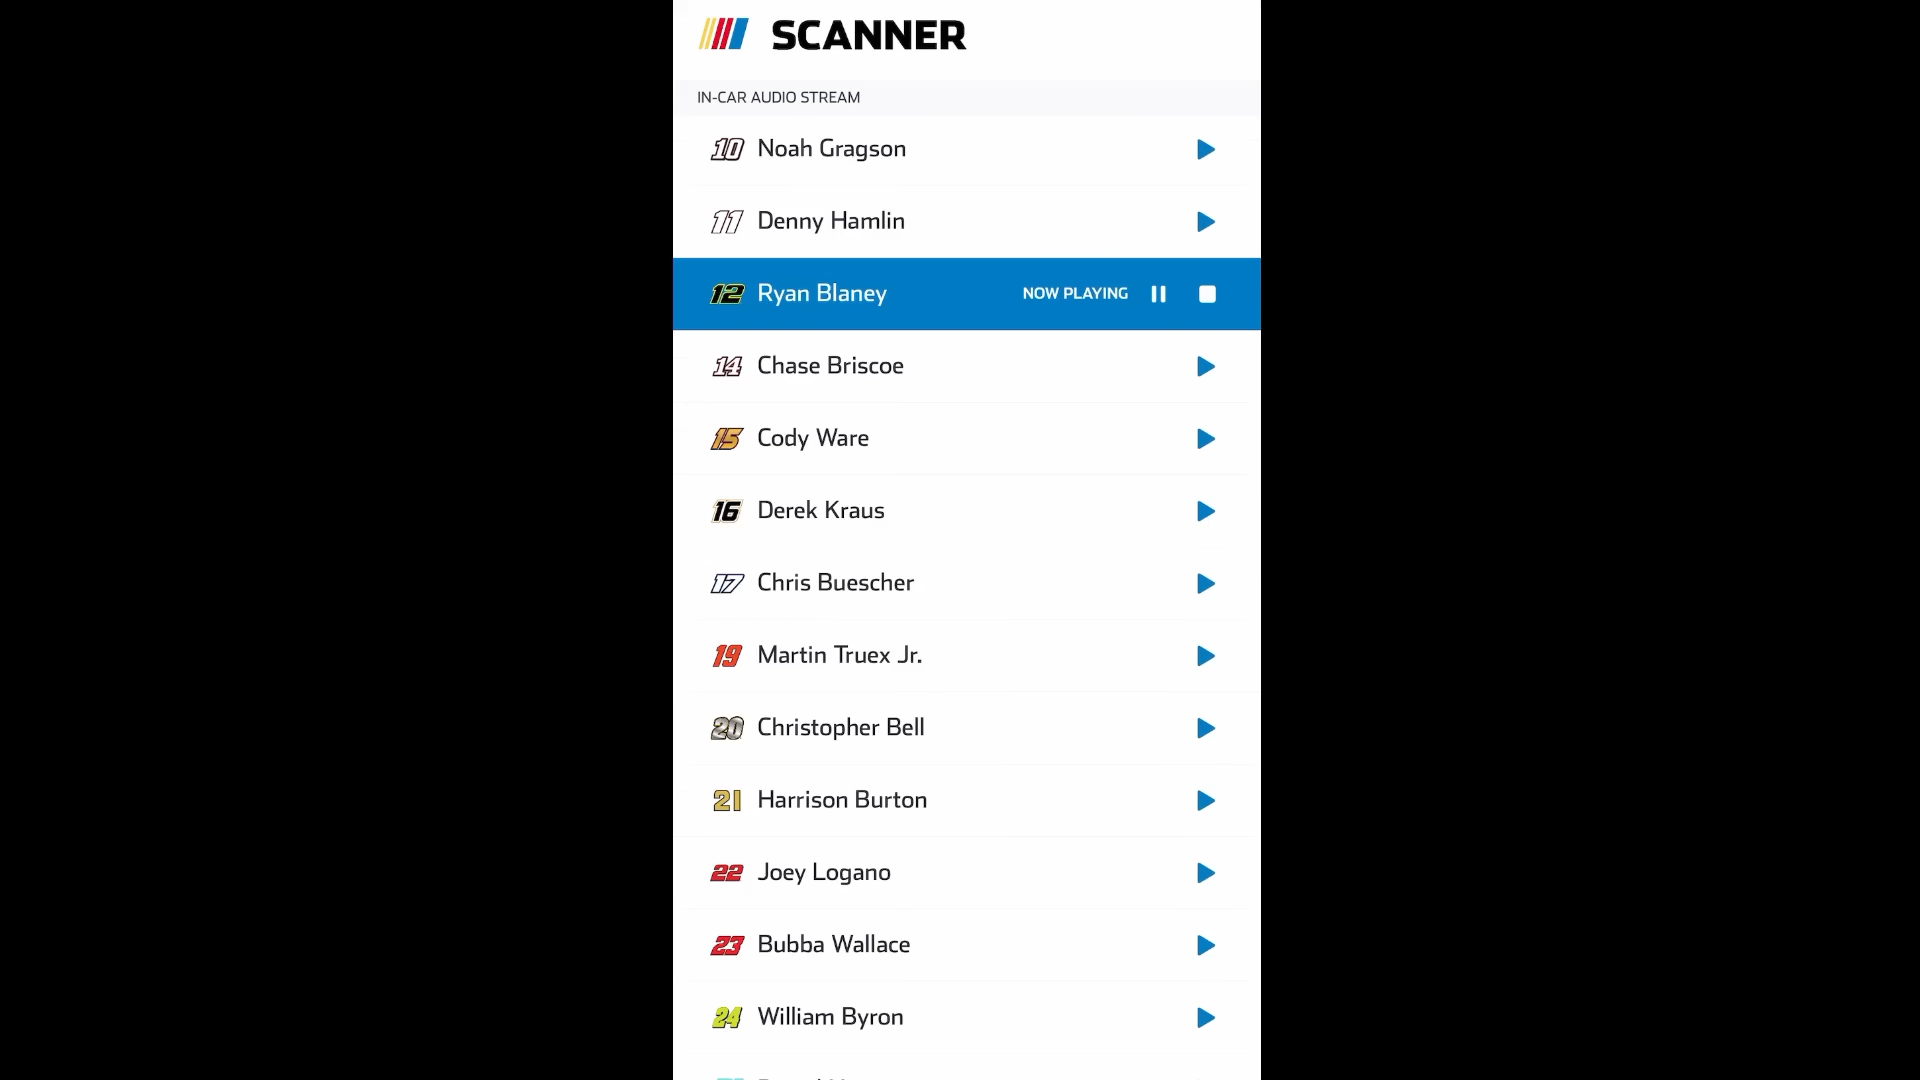 SCANNER
IN-CAR AUDIO STREAM
10 Noah Gragson
11 Denny Hamlin
12 Ryan Blaney NOW PLAYING
14 Chase Briscoe
15 Cody Ware
16 Derek Kraus
17 Chris Buescher
19 Martin Truex Jr.
20 Christopher Bell
21 Harrison Burton
22 Joey Logano
23 Bubba Wallace
24 William Byron